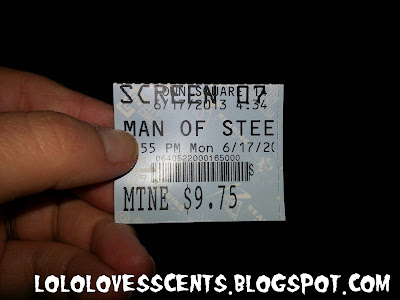 SCREEN 07
6/17/2013 4:34
MAN OF STEE
55 PM Mon 6/17/20
0640522000165000
S
MTNE $9.75
LOLOLOVESSCENTS.BLOGSPOT.COM